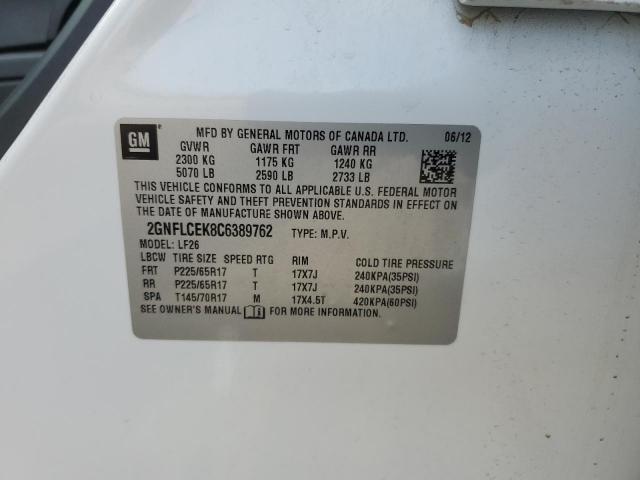 GM MFD BY GENERAL MOTORS OF CANADA LTD. 06/12
GVWR GAWR FRT GAWR RR
2300 KG 1175 KG 1240 KG
5070 LB 2590 LB 2733 LB
THIS VEHICLE CONFORMS TO ALL APPLICABLE U.S. FEDERAL MOTOR
VEHICLE SAFETY AND THEFT PREVENTION STANDARDS IN EFFECT ON
THE DATE OF MANUFACTURE SHOWN ABOVE.
2GNFLCEK8C6389762 TYPE: M.P.V.
MODEL: LF26
LBCW TIRE SIZE SPEED RTG RIM COLD TIRE PRESSURE
FRT P225/65R17 T 17X7J 240KPA(35PSI)
RR P225/65R17 T 17X7J 240KPA(35PSI)
SPA T145/70R17 M 17X4.5T 420KPA(60PSI)
SEE OWNER'S MANUAL FOR MORE INFORMATION.